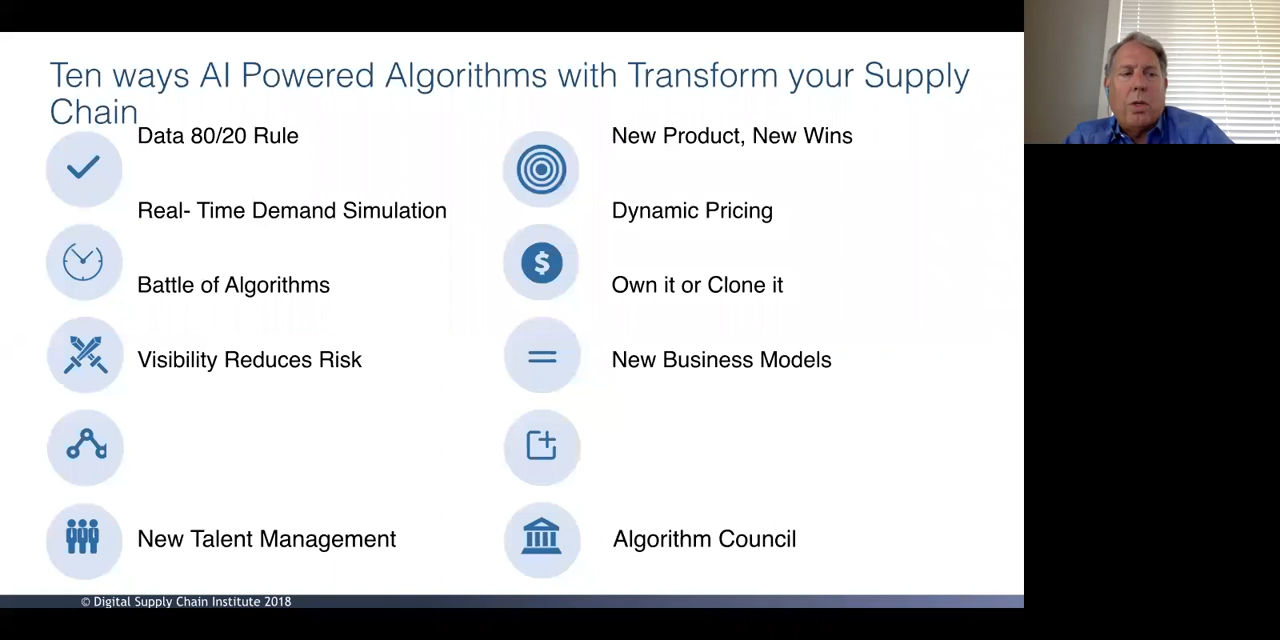 Ten ways AI Powered Algorithms with Transform your Supply
Chain
Data 80/20 Rule
Real- Time Demand Simulation
Battle of Algorithms
Visibility Reduces Risk
New Talent Management
New Product, New Wins
Dynamic Pricing
$
Own it or Clone it
New Business Models
Algorithm Council
© Digital Supply Chain Institute 2018